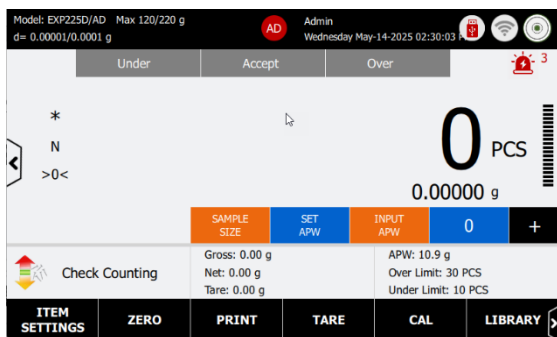 Model: EXP225D/AD Max 120/220 g
d= 0.00001/0.0001 g
AD
Admin
Wednesday May-14-2025 02:30:03
Under Accept Over
3
*
N
>0<
0 PCS
0.00000 g
SAMPLE SIZE
SET APW
INPUT APW
0
+
Check Counting
Gross: 0.00 g
Net: 0.00 g
Tare: 0.00 g
APW: 10.9 g
Over Limit: 30 PCS
Under Limit: 10 PCS
ITEM SETTINGS
ZERO
PRINT
TARE
CAL
LIBRARY